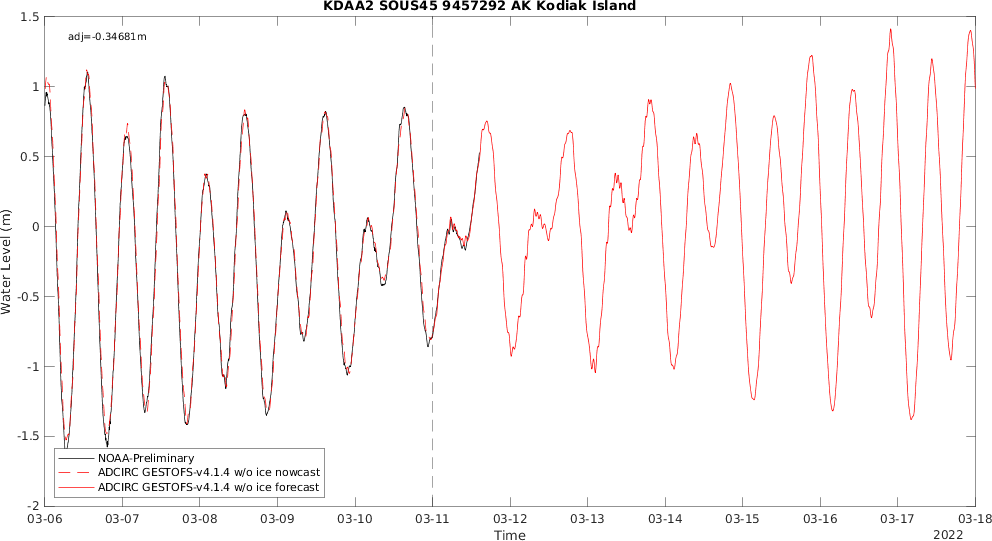 KDAA2 SOUS45 9457292 AK Kodiak Island
adj=-0.34681m
1.5
1
0.5
0
-0.5
-1
-1.5
-2
Water Level (m)
NOAA-Preliminary
ADCIRC GESTOFS-v4.1.4 w/o ice nowcast
ADCIRC GESTOFS-v4.1.4 w/o ice forecast
03-06 03-07 03-08 03-09 03-10 03-11 03-12 03-13 03-14 03-15 03-16 03-17 03-18
Time
2022